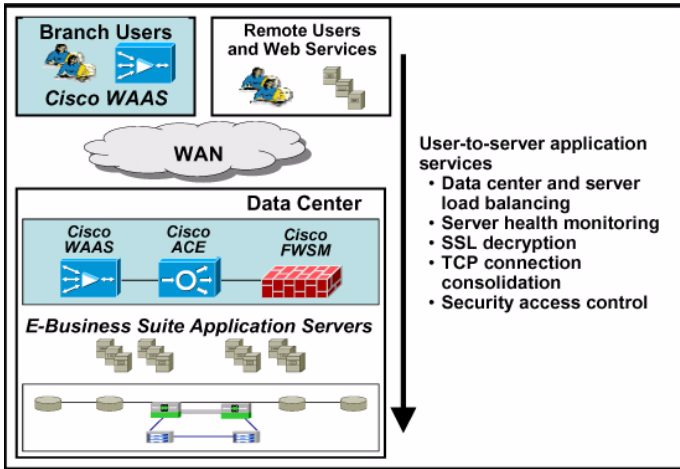 Branch Users
Cisco WAAS
Remote Users
and Web Services
WAN
Data Center
Cisco
WAAS
Cisco
ACE
Cisco
FWSM
E-Business Suite Application Servers
User-to-server application
services
• Data center and server
load balancing
• Server health monitoring
• SSL decryption
• TCP connection
consolidation
• Security access control